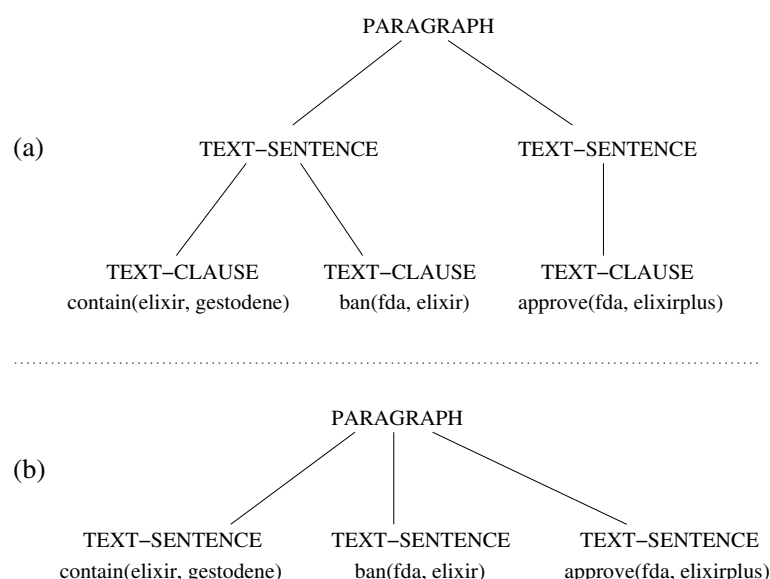 PARAGRAPH
(a)
TEXT–SENTENCE TEXT–SENTENCE
TEXT–CLAUSE TEXT–CLAUSE TEXT–CLAUSE
contain(elixir, gestodene) ban(fda, elixir) approve(fda, elixirplus)
PARAGRAPH
(b)
TEXT–SENTENCE TEXT–SENTENCE TEXT–SENTENCE
contain(elixir, gestodene) ban(fda, elixir) approve(fda, elixirplus)